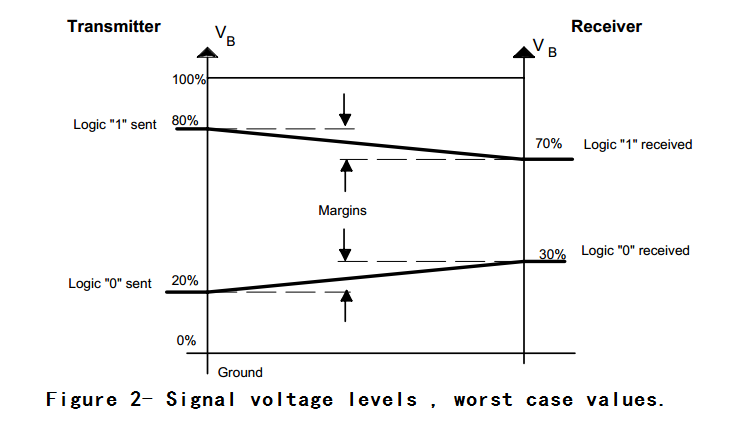 Transmitter
Receiver
V B
V B
100%
80%
Logic "1" sent
70%
Logic "1" received
Margins
30%
Logic "0" received
20%
Logic "0" sent
0%
Ground
Figure 2- Signal voltage levels , worst case values.